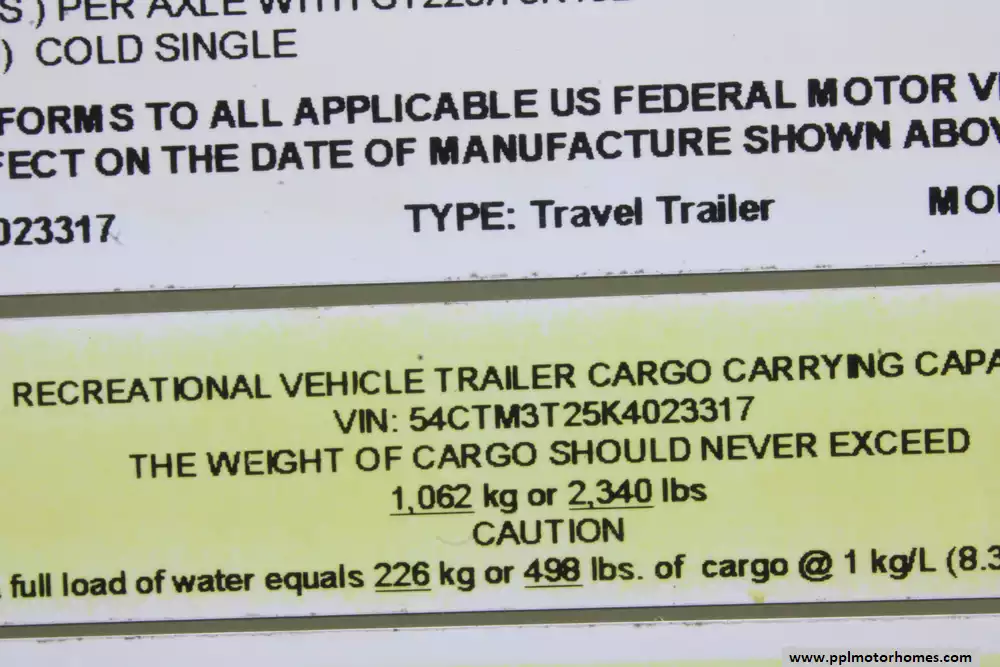 S.) PER AXLE WITH
) COLD SINGLE
FORMS TO ALL APPLICABLE US FEDERAL MOTOR V
FECT ON THE DATE OF MANUFACTURE SHOWN ABOV
023317 TYPE: Travel Trailer MO
RECREATIONAL VEHICLE TRAILER CARGO CARRYING CAPA
VIN: 54CTM3T25K4023317
THE WEIGHT OF CARGO SHOULD NEVER EXCEED
1,062 kg or 2,340 lbs
CAUTION
full load of water equals 226 kg or 498 lbs. of cargo @ 1 kg/L (8.3
www.pplmotorhomes.com